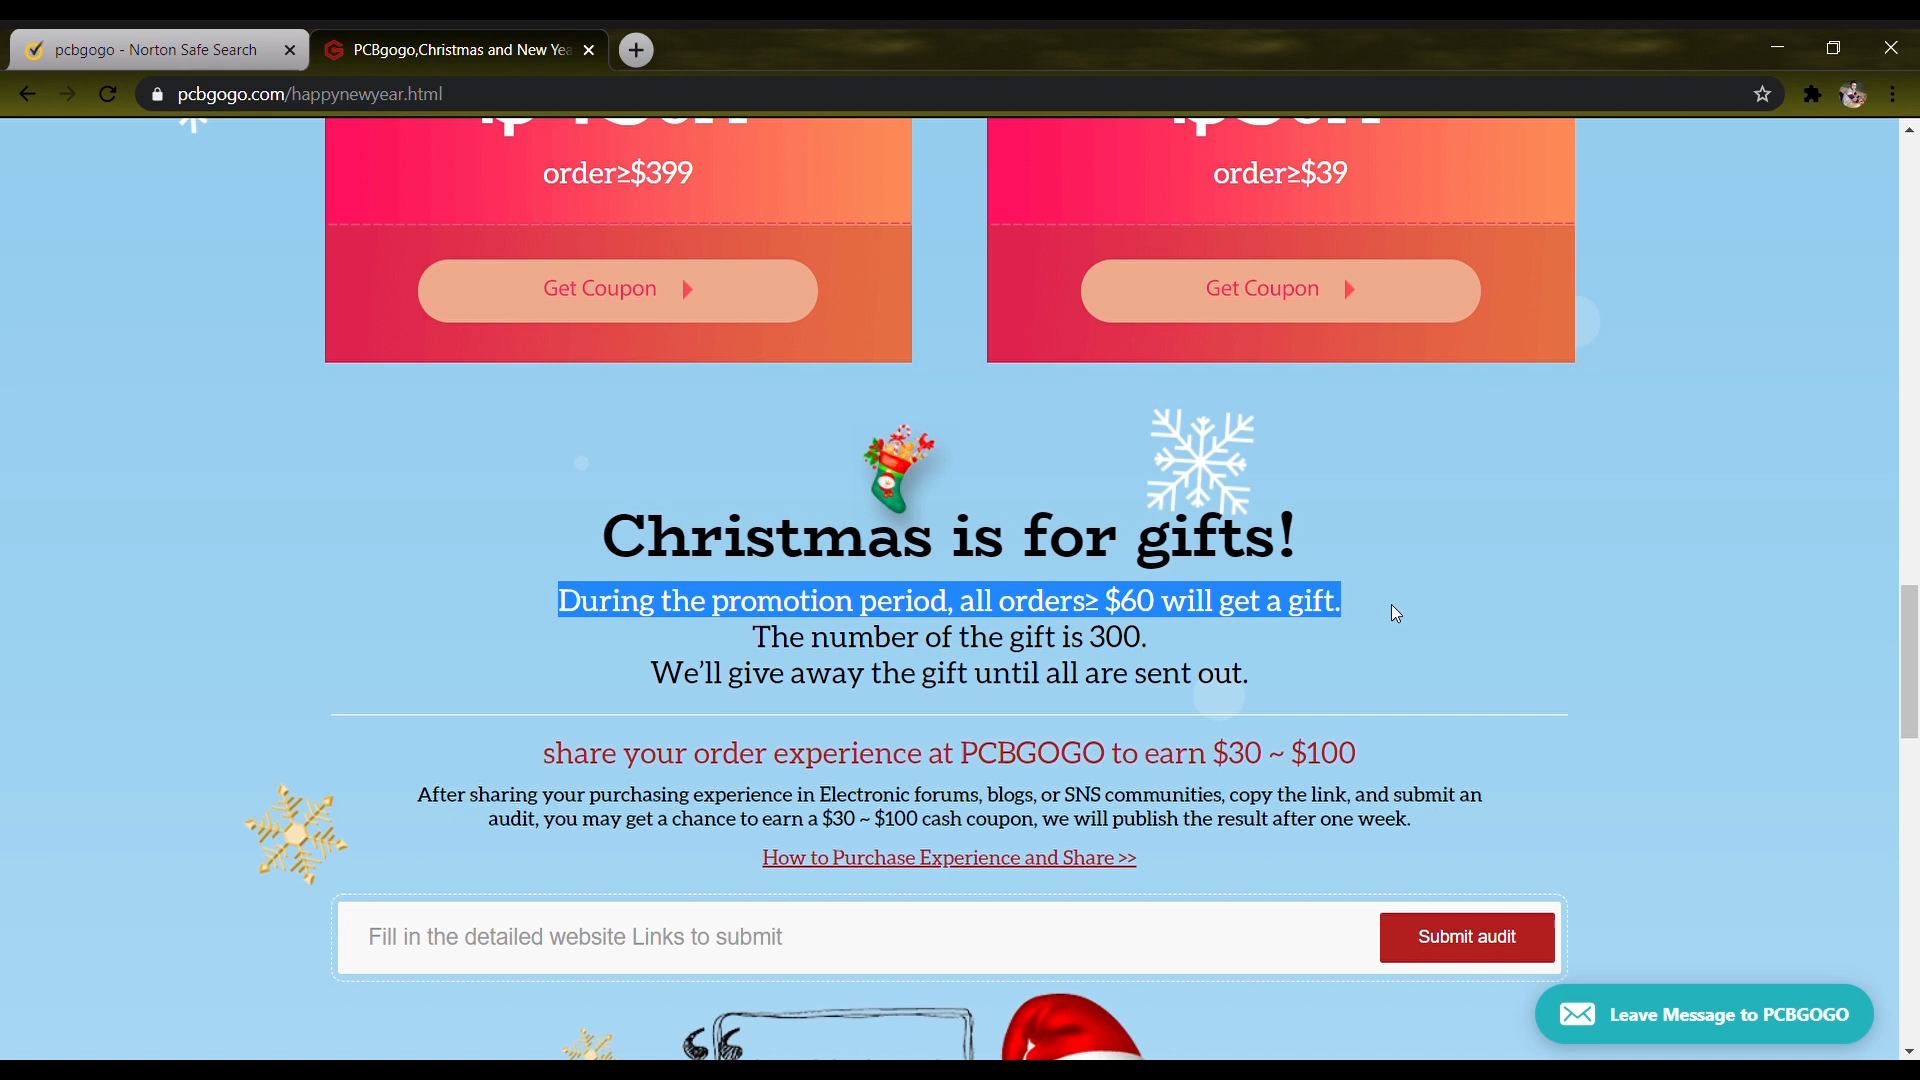 pcbgogo - Norton Safe Search
PCBgogo,Christmas and New Yea
pcbgogo.com/happynewyear.html
order≥$399
order≥$39
Get Coupon
Get Coupon
Christmas is for gifts!
During the promotion period, all orders≥ $60 will get a gift.
The number of the gift is 300.
We'll give away the gift until all are sent out.
share your order experience at PCBGOGO to earn $30 ~ $100
After sharing your purchasing experience in Electronic forums, blogs, or SNS communities, copy the link, and submit an
audit, you may get a chance to earn a $30 ~ $100 cash coupon, we will publish the result after one week.
How to Purchase Experience and Share >>
Fill in the detailed website Links to submit
Submit audit
Leave Message to PCBGOGO